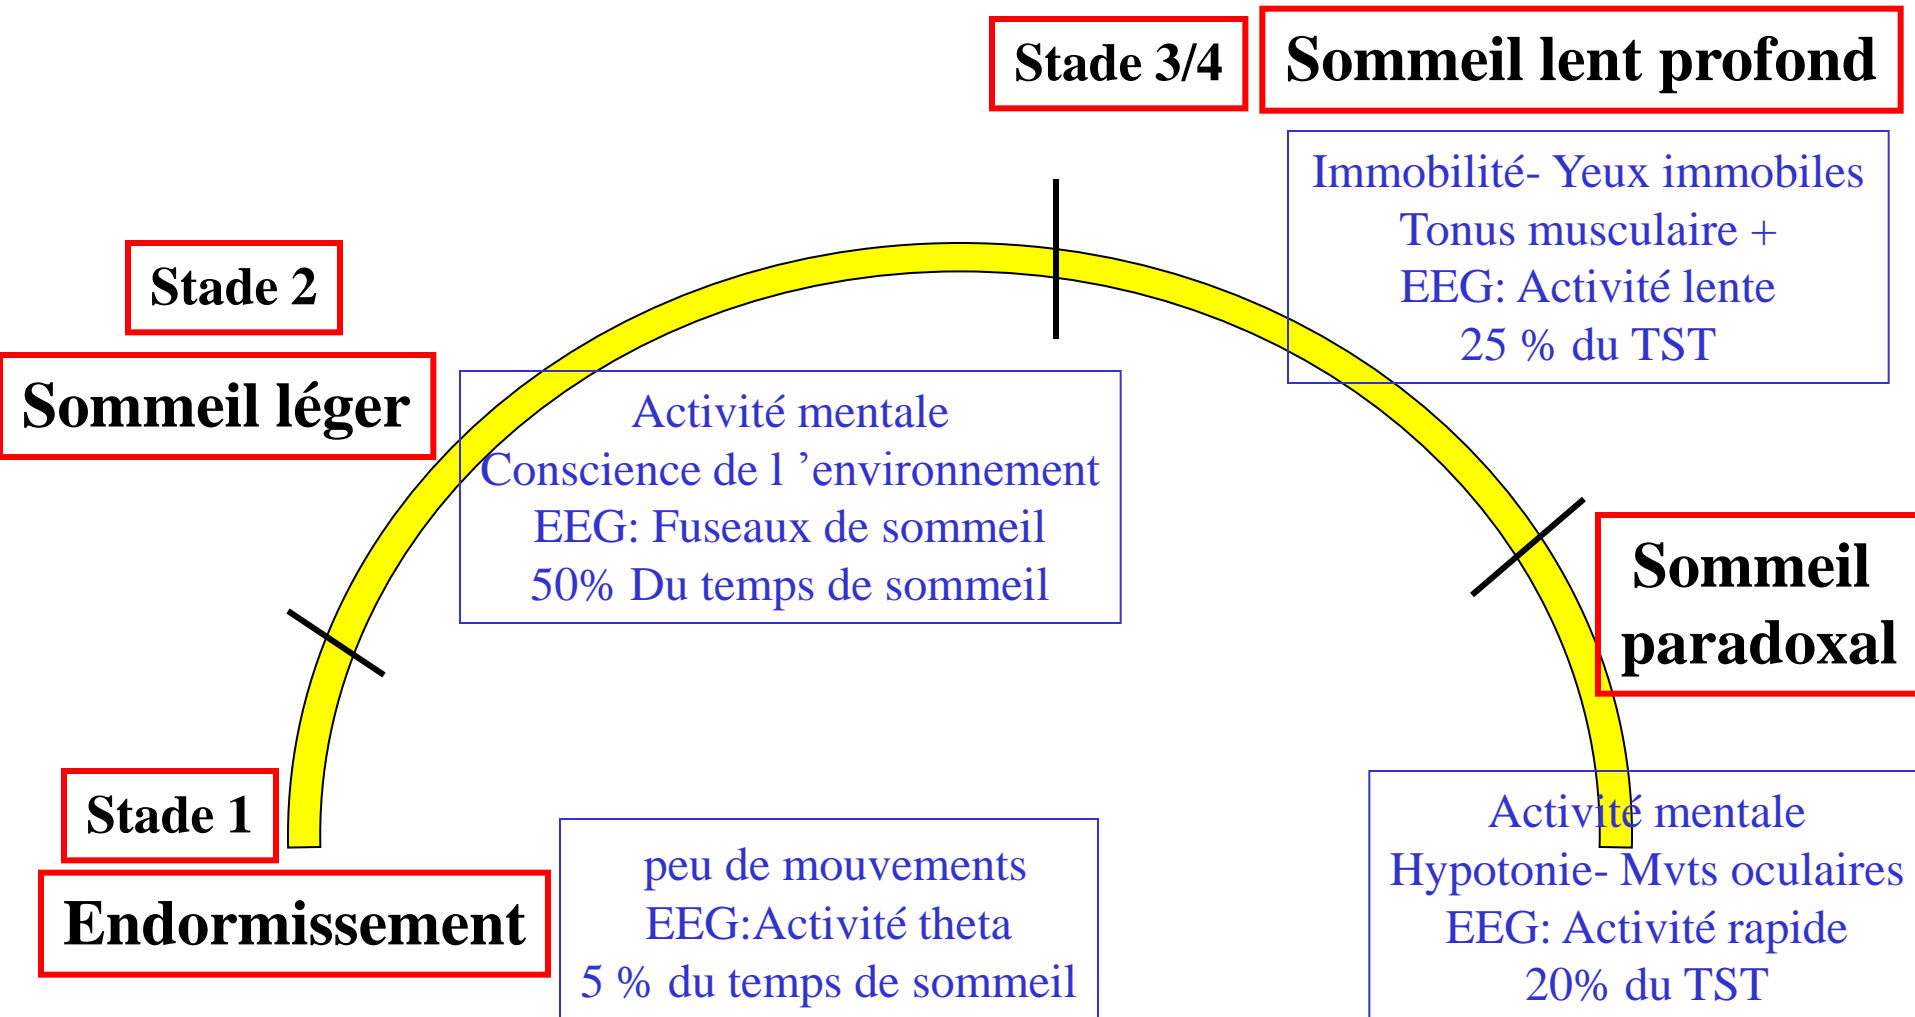 Stade 3/4
Sommeil lent profond
Immobilité- Yeux immobiles
Tonus musculaire +
EEG: Activité lente
25 % du TST
Stade 2
Sommeil léger
Activité mentale
Conscience de l ’environnement
EEG: Fuseaux de sommeil
50% Du temps de sommeil
Sommeil
paradoxal
Stade 1
Endormissement
peu de mouvements
EEG:Activité theta
5 % du temps de sommeil
Activité mentale
Hypotonie- Mvts oculaires
EEG: Activité rapide
20% du TST